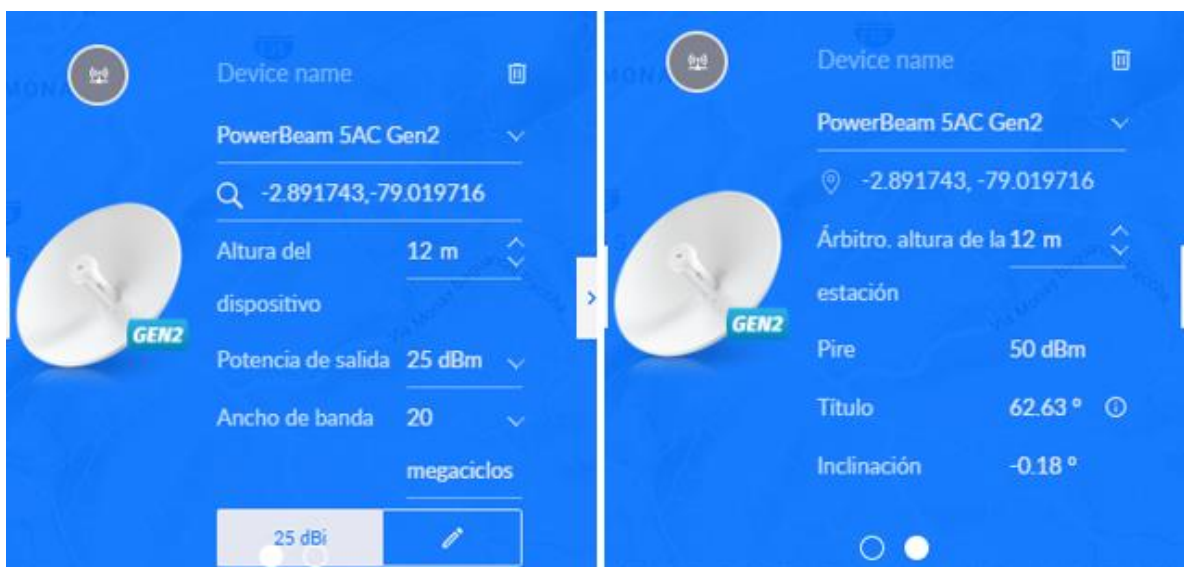 Device name
PowerBeam 5AC Gen2
-2.891743,-79.019716
Altura del 12 m
dispositivo
GEN2
Potencia de salida 25 dBm
Ancho de banda 20
megaciclos
25 dBi
Device name
PowerBeam 5AC Gen2
-2.891743, -79.019716
Árbitro. altura de la 12 m
estación
GEN2
Pire 50 dBm
Título 62.63 º
Inclinación -0.18 º